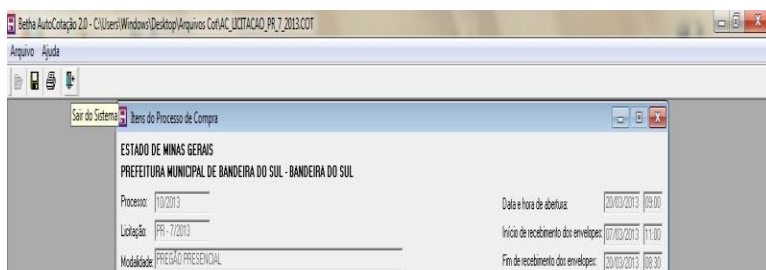 Betha AutoCotação 2.0 - C:\Users\Windows\Desktop\Arquivos Cot\AC_LICITACAO_PR_7_2013.COT
Arquivo Ajuda
Sair do Sistema
Itens do Processo de Compra
ESTADO DE MINAS GERAIS
PREFEITURA MUNICIPAL DE BANDEIRA DO SUL - BANDEIRA DO SUL
Processo: 10/2013 Data e hora de abertura: 20/03/2013 09:00
Licitação: PR - 7/2013 Início de recebimento dos envelopes: 07/03/2013 11:00
Modalidade: PREGÃO PRESENCIAL Fim de recebimento dos envelopes: 20/03/2013 08:30